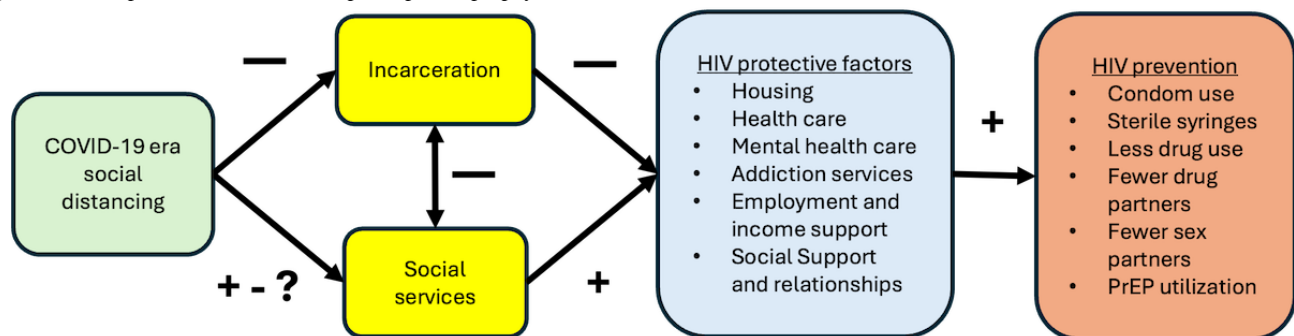 COVID-19 era
social
distancing
—
+ - ?
Incarceration
—
Social
services
—
+
HIV protective factors
• Housing
• Health care
• Mental health care
• Addiction services
• Employment and
income support
• Social Support
and relationships
+
HIV prevention
• Condom use
• Sterile syringes
• Less drug use
• Fewer drug
partners
• Fewer sex
partners
• PrEP utilization